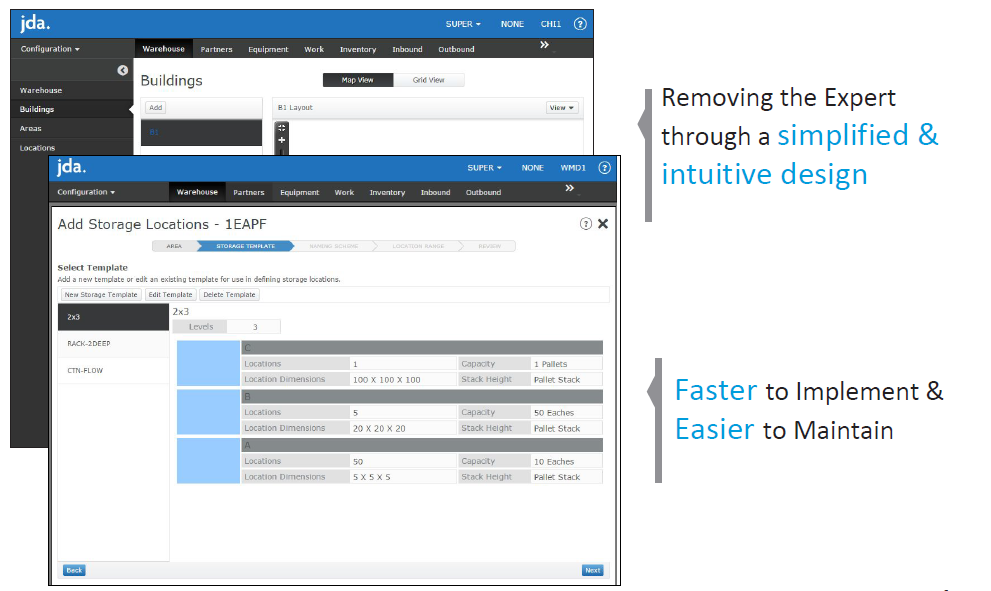 jda.
SUPER NONE CHI1 ?
Configuration
Warehouse Partners Equipment Work Inventory Inbound Outbound »
Warehouse
Buildings
Areas
Locations
Buildings
Map View Grid View
Add
B1
B1 Layout
View
+
jda.
SUPER NONE WMD1 ?
Configuration
Warehouse Partners Equipment Work Inventory Inbound Outbound »
Add Storage Locations - 1EAPF
?
AREA STORAGE TEMPLATE NAMING SCHEME LOCATION RANGE REVIEW
Select Template
Add a new template or edit an existing template for use in defining storage locations.
New Storage Template Edit Template Delete Template
2x3
RACK-2DEEP
CTN-FLOW
2x3
Levels 3
C
Locations 1 Capacity 1 Pallets
Location Dimensions 100 X 100 X 100 Stack Height Pallet Stack
B
Locations 5 Capacity 50 Eaches
Location Dimensions 20 X 20 X 20 Stack Height Pallet Stack
A
Locations 50 Capacity 10 Eaches
Location Dimensions 5 X 5 X 5 Stack Height Pallet Stack
Back Next
Removing the Expert
through a simplified &
intuitive design
Faster to Implement &
Easier to Maintain